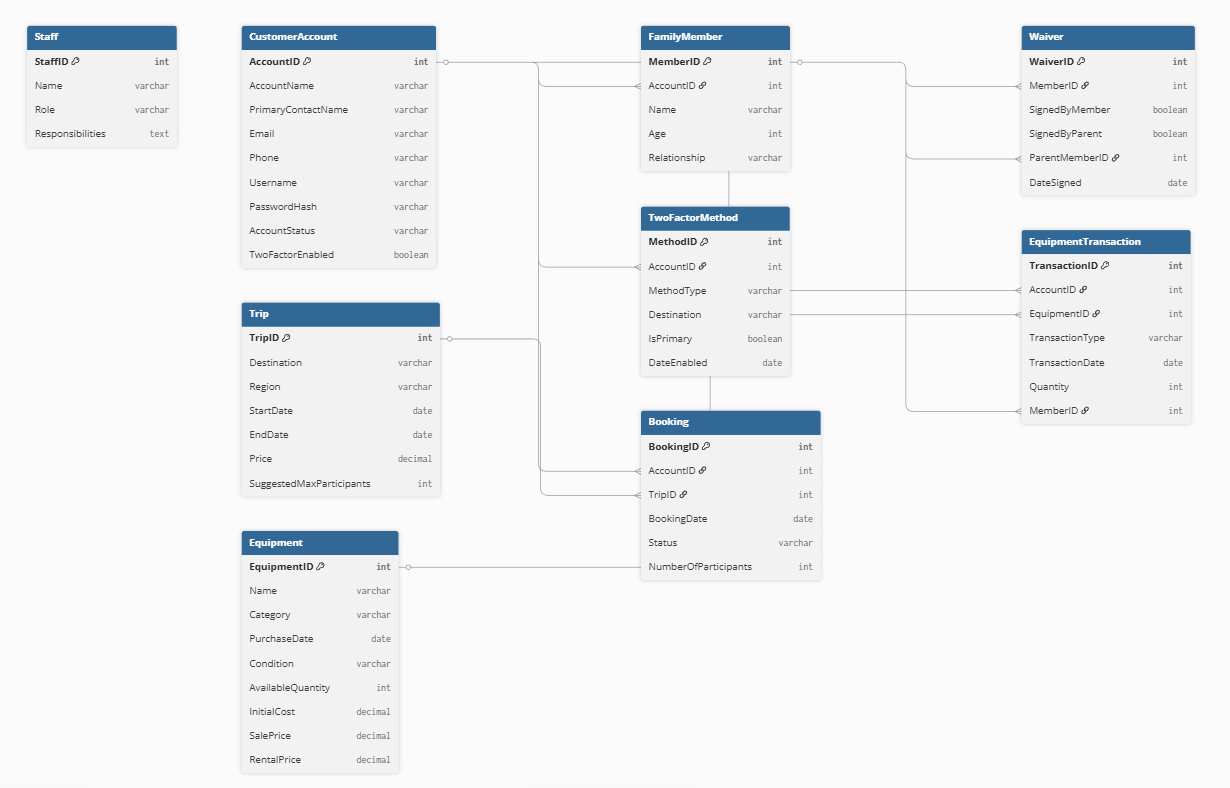 Staff
StaffID int
Name varchar
Role varchar
Responsibilities text
CustomerAccount
AccountID int
AccountName varchar
PrimaryContactName varchar
Email varchar
Phone varchar
Username varchar
PasswordHash varchar
AccountStatus varchar
TwoFactorEnabled boolean
Trip
TripID int
Destination varchar
Region varchar
StartDate date
EndDate date
Price decimal
SuggestedMaxParticipants int
Equipment
EquipmentID int
Name varchar
Category varchar
PurchaseDate date
Condition varchar
AvailableQuantity int
InitialCost decimal
SalePrice decimal
RentalPrice decimal
FamilyMember
MemberID int
AccountID int
Name varchar
Age int
Relationship varchar
TwoFactorMethod
MethodID int
AccountID int
MethodType varchar
Destination varchar
IsPrimary boolean
DateEnabled date
Booking
BookingID int
AccountID int
TripID int
BookingDate date
Status varchar
NumberOfParticipants int
Waiver
WaiverID int
MemberID int
SignedByMember boolean
SignedByParent boolean
ParentMemberID int
DateSigned date
EquipmentTransaction
TransactionID int
AccountID int
EquipmentID int
TransactionType varchar
TransactionDate date
Quantity int
MemberID int